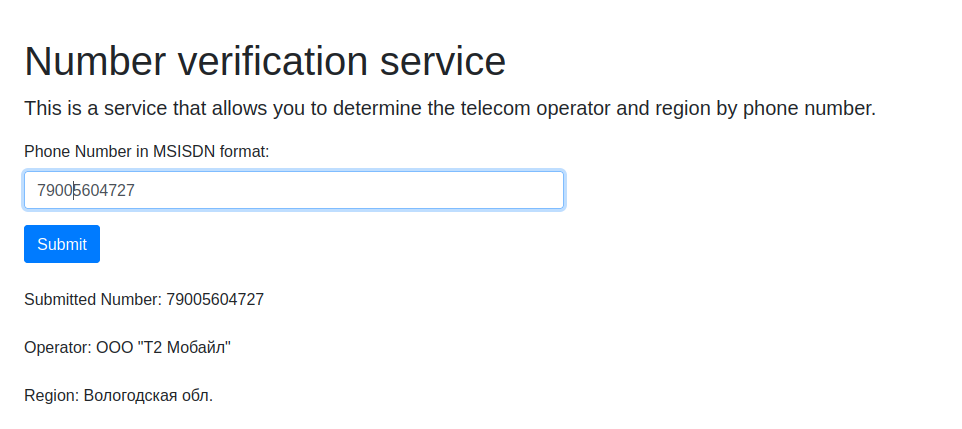 Number verification service
This is a service that allows you to determine the telecom operator and region by phone number.
Phone Number in MSISDN format:
79005604727
Submit
Submitted Number: 79005604727
Operator: ООО "Т2 Мобайл"
Region: Вологодская обл.